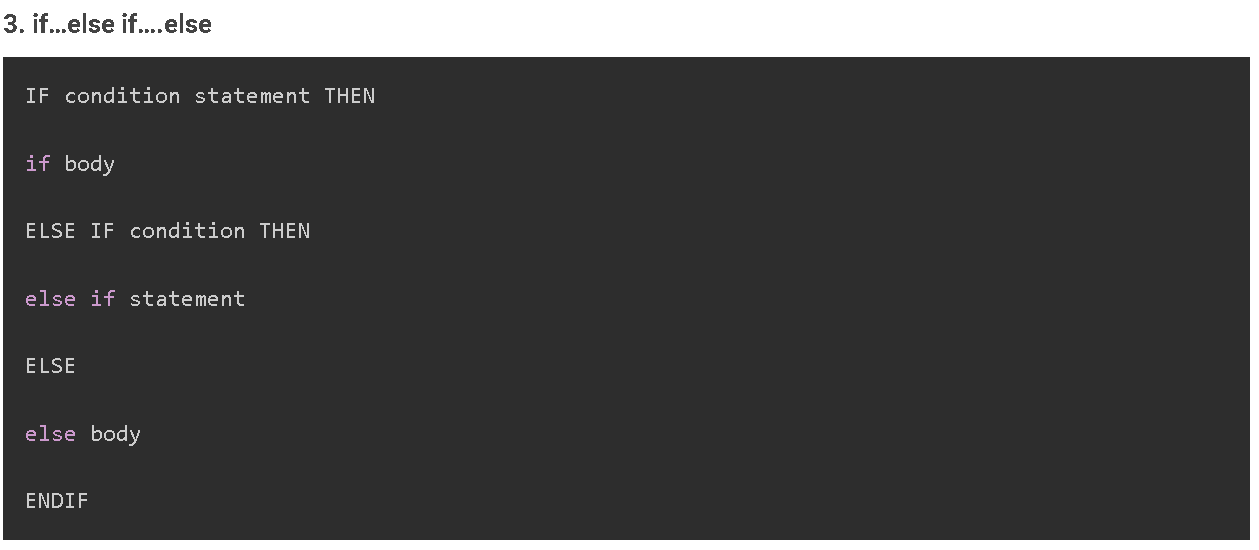 3. if...else if....else
IF condition statement THEN
if body
ELSE IF condition THEN
else if statement
ELSE
else body
ENDIF